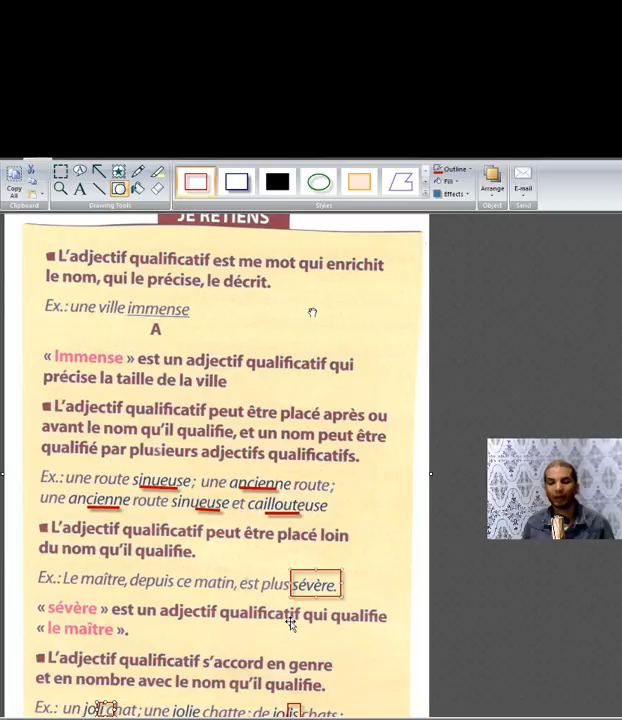 Copy
All
Clipboard
Drawing Tools
Styles
Outline
Fill
Effects
Arrange
Object
E-mail
Send
JE RETIENS
L'adjectif qualificatif est me mot qui enrichit
le nom, qui le précise, le décrit.
Ex.: une ville immense
A
« Immense » est un adjectif qualificatif qui
précise la taille de la ville
L'adjectif qualificatif peut être placé après ou
avant le nom qu'il qualifie, et un nom peut être
qualifié par plusieurs adjectifs qualificatifs.
Ex.: une route sinueuse; une ancienne route;
une ancienne route sinueuse et caillouteuse
L'adjectif qualificatif peut être placé loin
du nom qu'il qualifie.
Ex.: Le maître, depuis ce matin, est plus sévère.
« sévère » est un adjectif qualificatif qui qualifie
« le maître ».
L'adjectif qualificatif s'accord en genre
et en nombre avec le nom qu'il qualifie.
Ex.: un joli chat; une jolie chatte; de jolis chats;